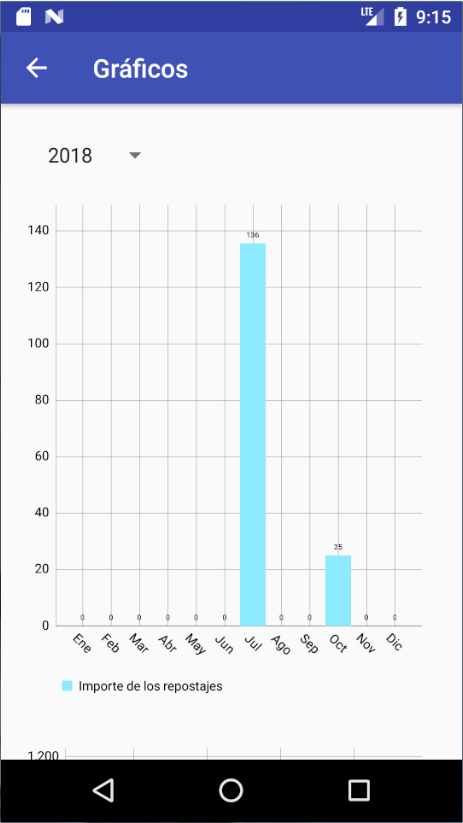 LTE 9:15
Gráficos
2018
140
136
120
100
80
60
40
25
20
0 0 0 0 0 0 0 0 0 0 0
Ene Feb Mar Abr May Jun Jul Ago Sep Oct Nov Dic
Importe de los repostajes
1.200